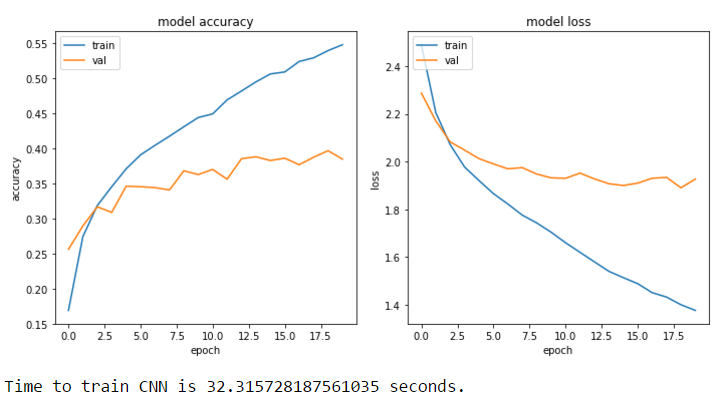 model accuracy
train
val
0.55
0.50
0.45
0.40
0.35
0.30
0.25
0.20
0.15
accuracy
0.0 2.5 5.0 7.5 10.0 12.5 15.0 17.5
epoch
model loss
train
val
2.4
2.2
2.0
1.8
1.6
1.4
loss
0.0 2.5 5.0 7.5 10.0 12.5 15.0 17.5
epoch
Time to train CNN is 32.315728187561035 seconds.